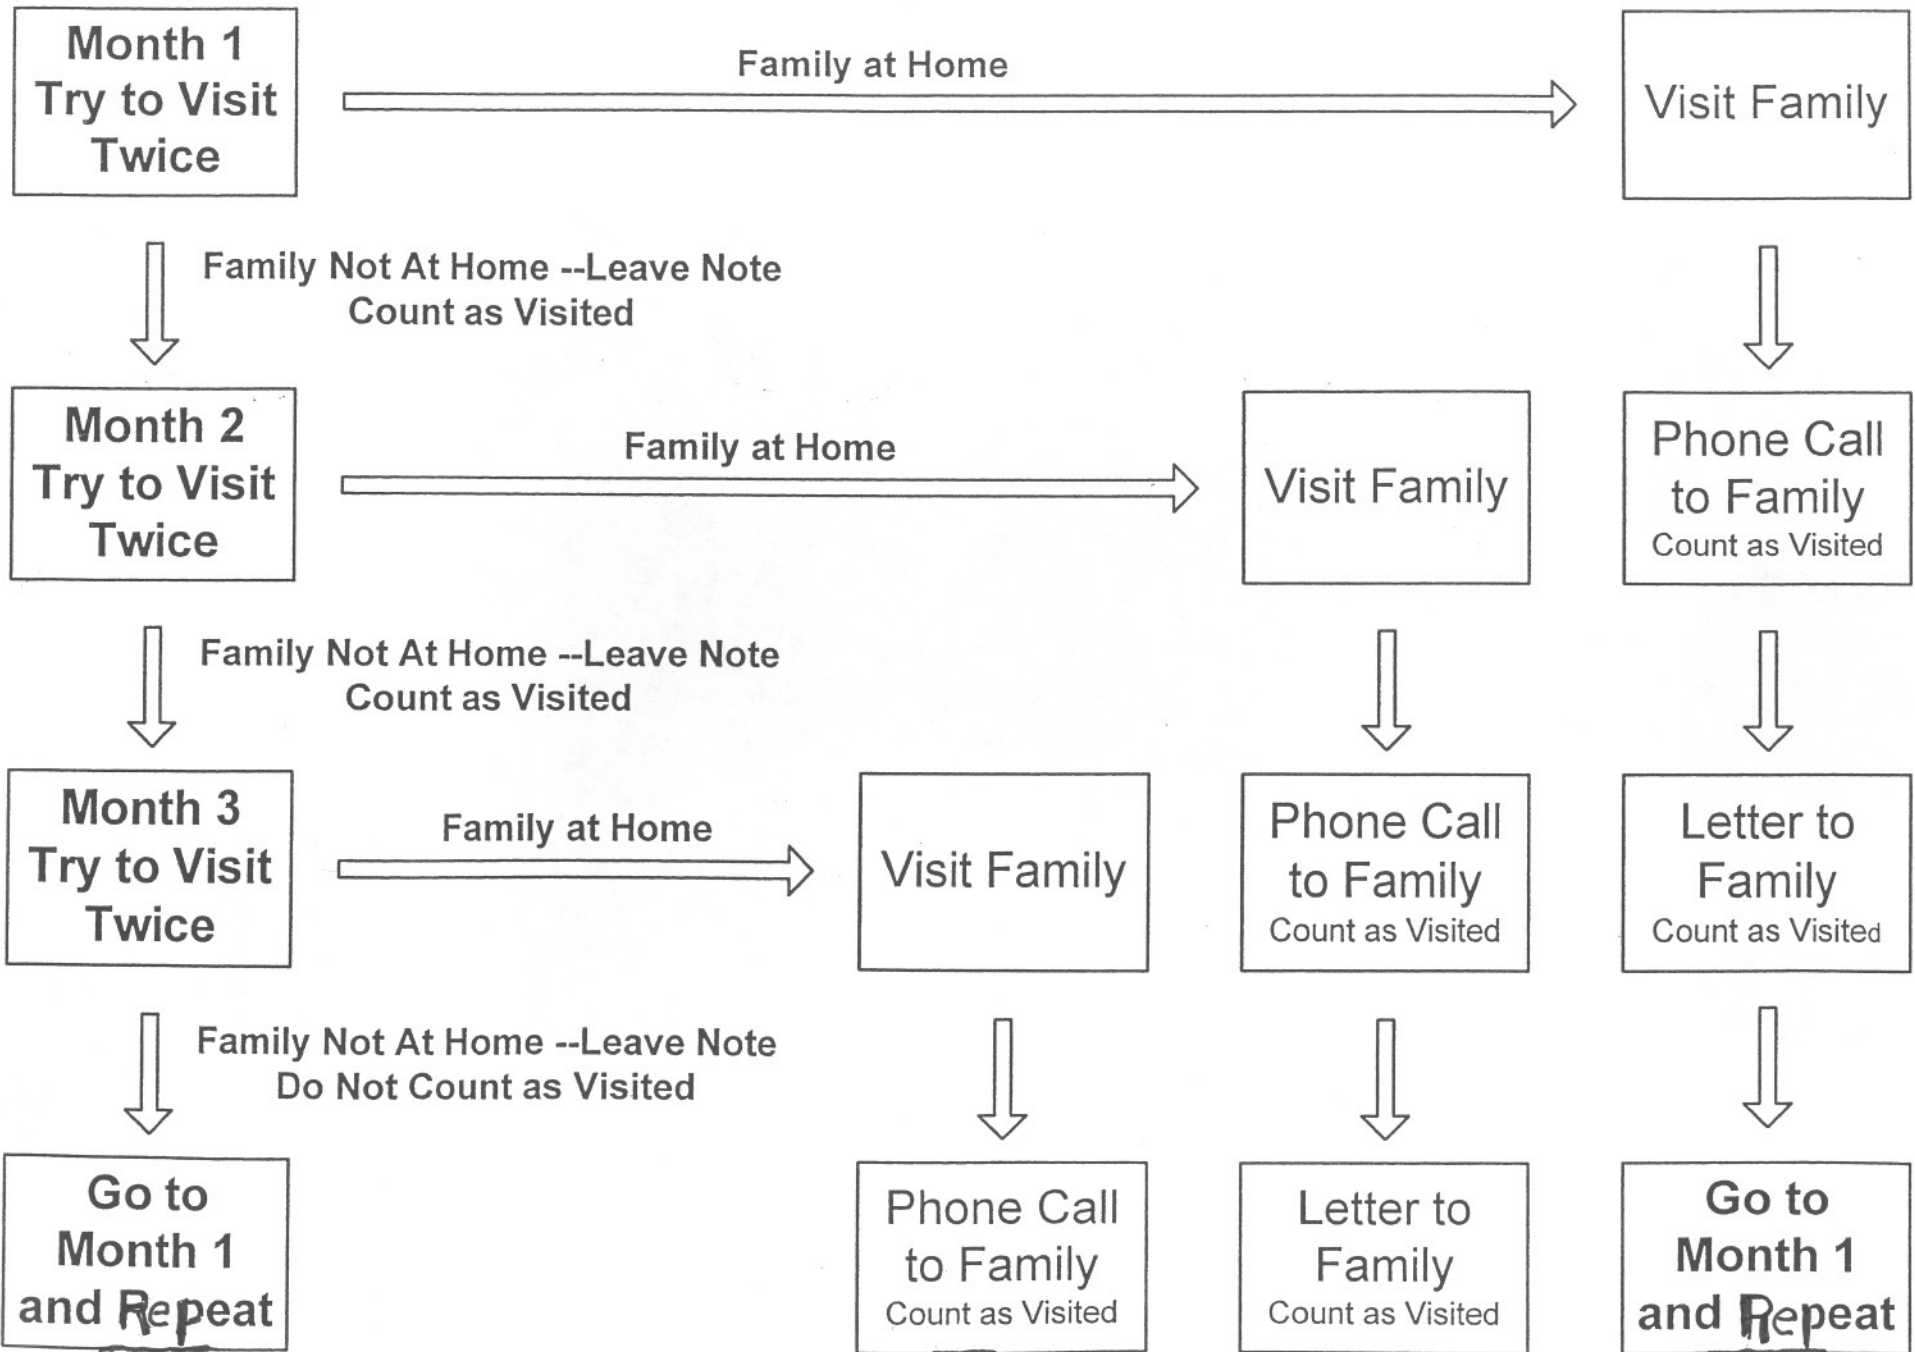 Month 1
Try to Visit
Twice
Family at Home
Visit Family
Family Not At Home --Leave Note
Count as Visited
Month 2
Try to Visit
Twice
Family at Home
Visit Family
Phone Call
to Family
Count as Visited
Family Not At Home --Leave Note
Count as Visited
Month 3
Try to Visit
Twice
Family at Home
Visit Family
Phone Call
to Family
Count as Visited
Letter to
Family
Count as Visited
Family Not At Home --Leave Note
Do Not Count as Visited
Go to
Month 1
and Repeat
Phone Call
to Family
Count as Visited
Letter to
Family
Count as Visited
Go to
Month 1
and Repeat